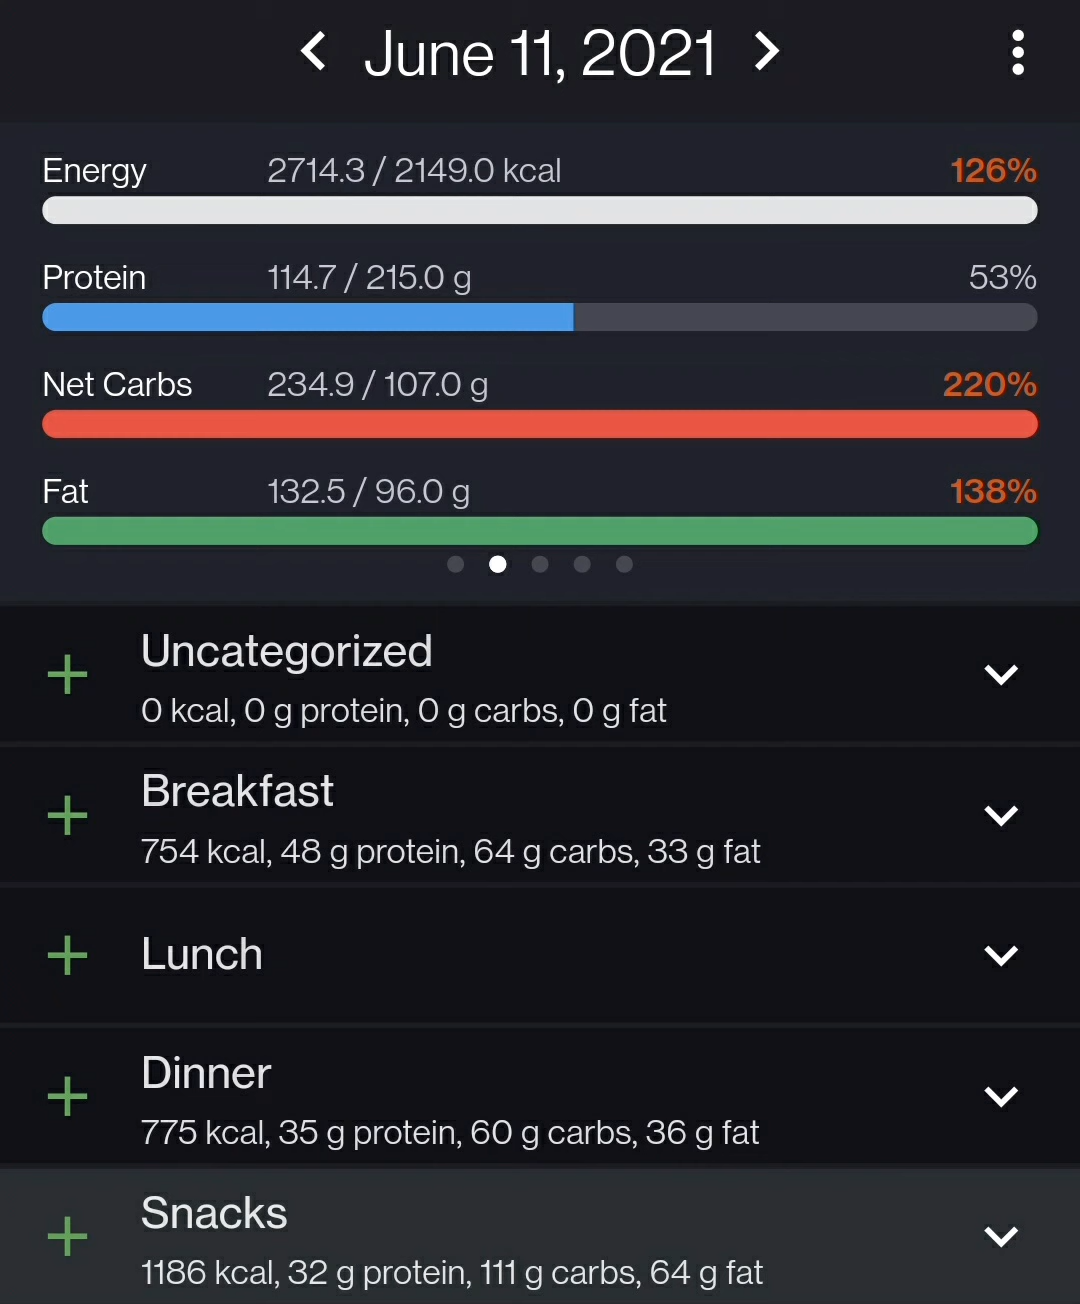 June 11, 2021
Energy 2714.3 / 2149.0 kcal 126%
Protein 114.7 / 215.0 g 53%
Net Carbs 234.9 / 107.0 g 220%
Fat 132.5 / 96.0 g 138%
Uncategorized
0 kcal, 0 g protein, 0 g carbs, 0 g fat
Breakfast
754 kcal, 48 g protein, 64 g carbs, 33 g fat
Lunch
Dinner
775 kcal, 35 g protein, 60 g carbs, 36 g fat
Snacks
1186 kcal, 32 g protein, 111 g carbs, 64 g fat